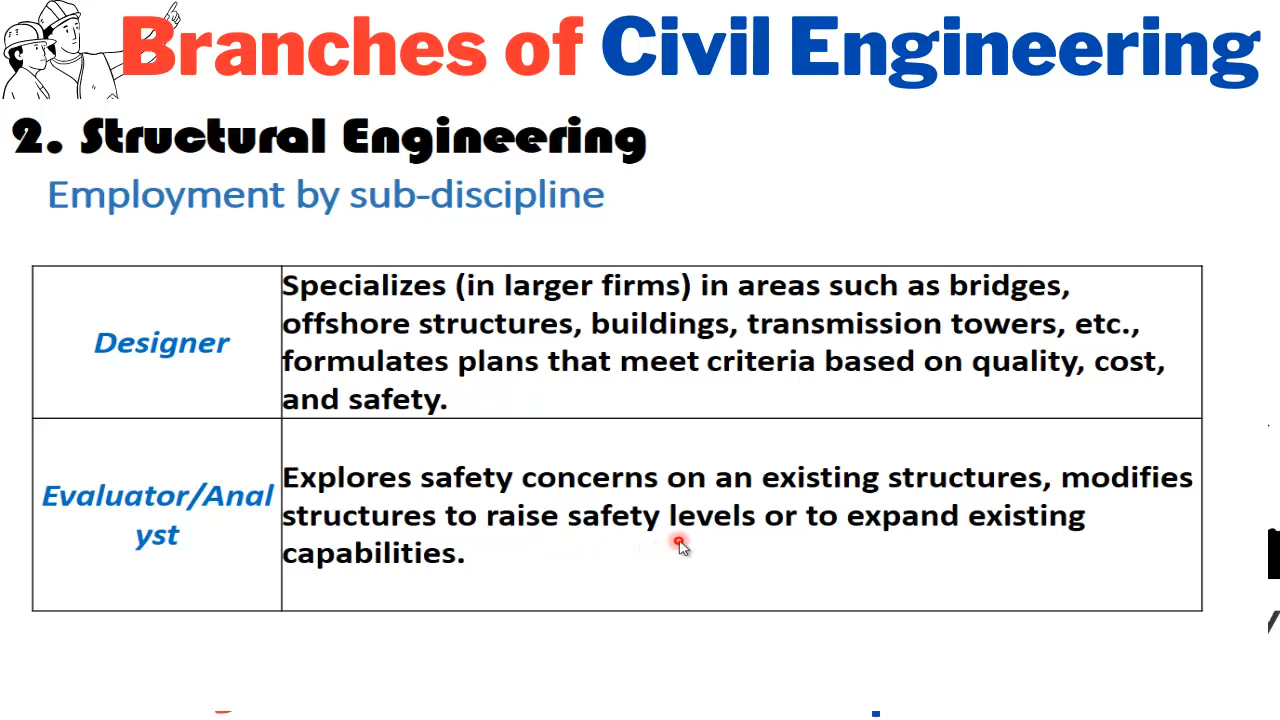 Branches of Civil Engineering
2. Structural Engineering
Employment by sub-discipline
Designer
Specializes (in larger firms) in areas such as bridges,
offshore structures, buildings, transmission towers, etc.,
formulates plans that meet criteria based on quality, cost,
and safety.
Evaluator/Anal
yst
Explores safety concerns on an existing structures, modifies
structures to raise safety levels or to expand existing
capabilities.